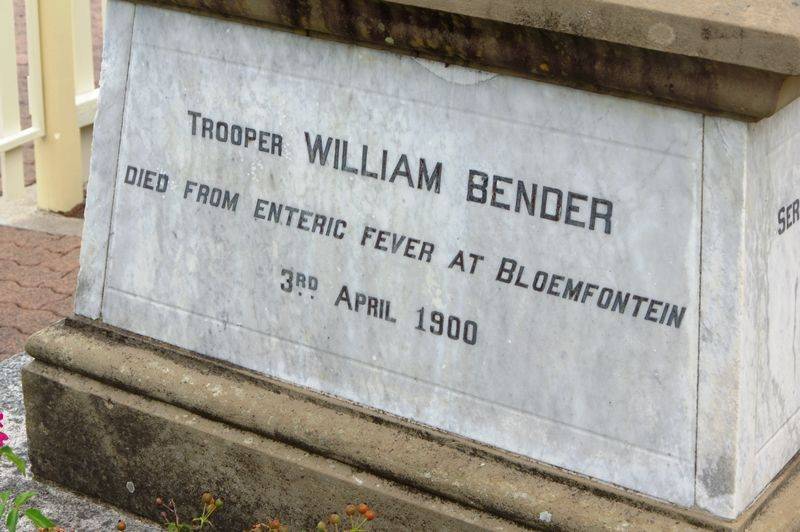 Trooper WILLIAM BENDER
DIED FROM ENTERIC FEVER AT BLOEMFONTEIN
3RD. APRIL 1900